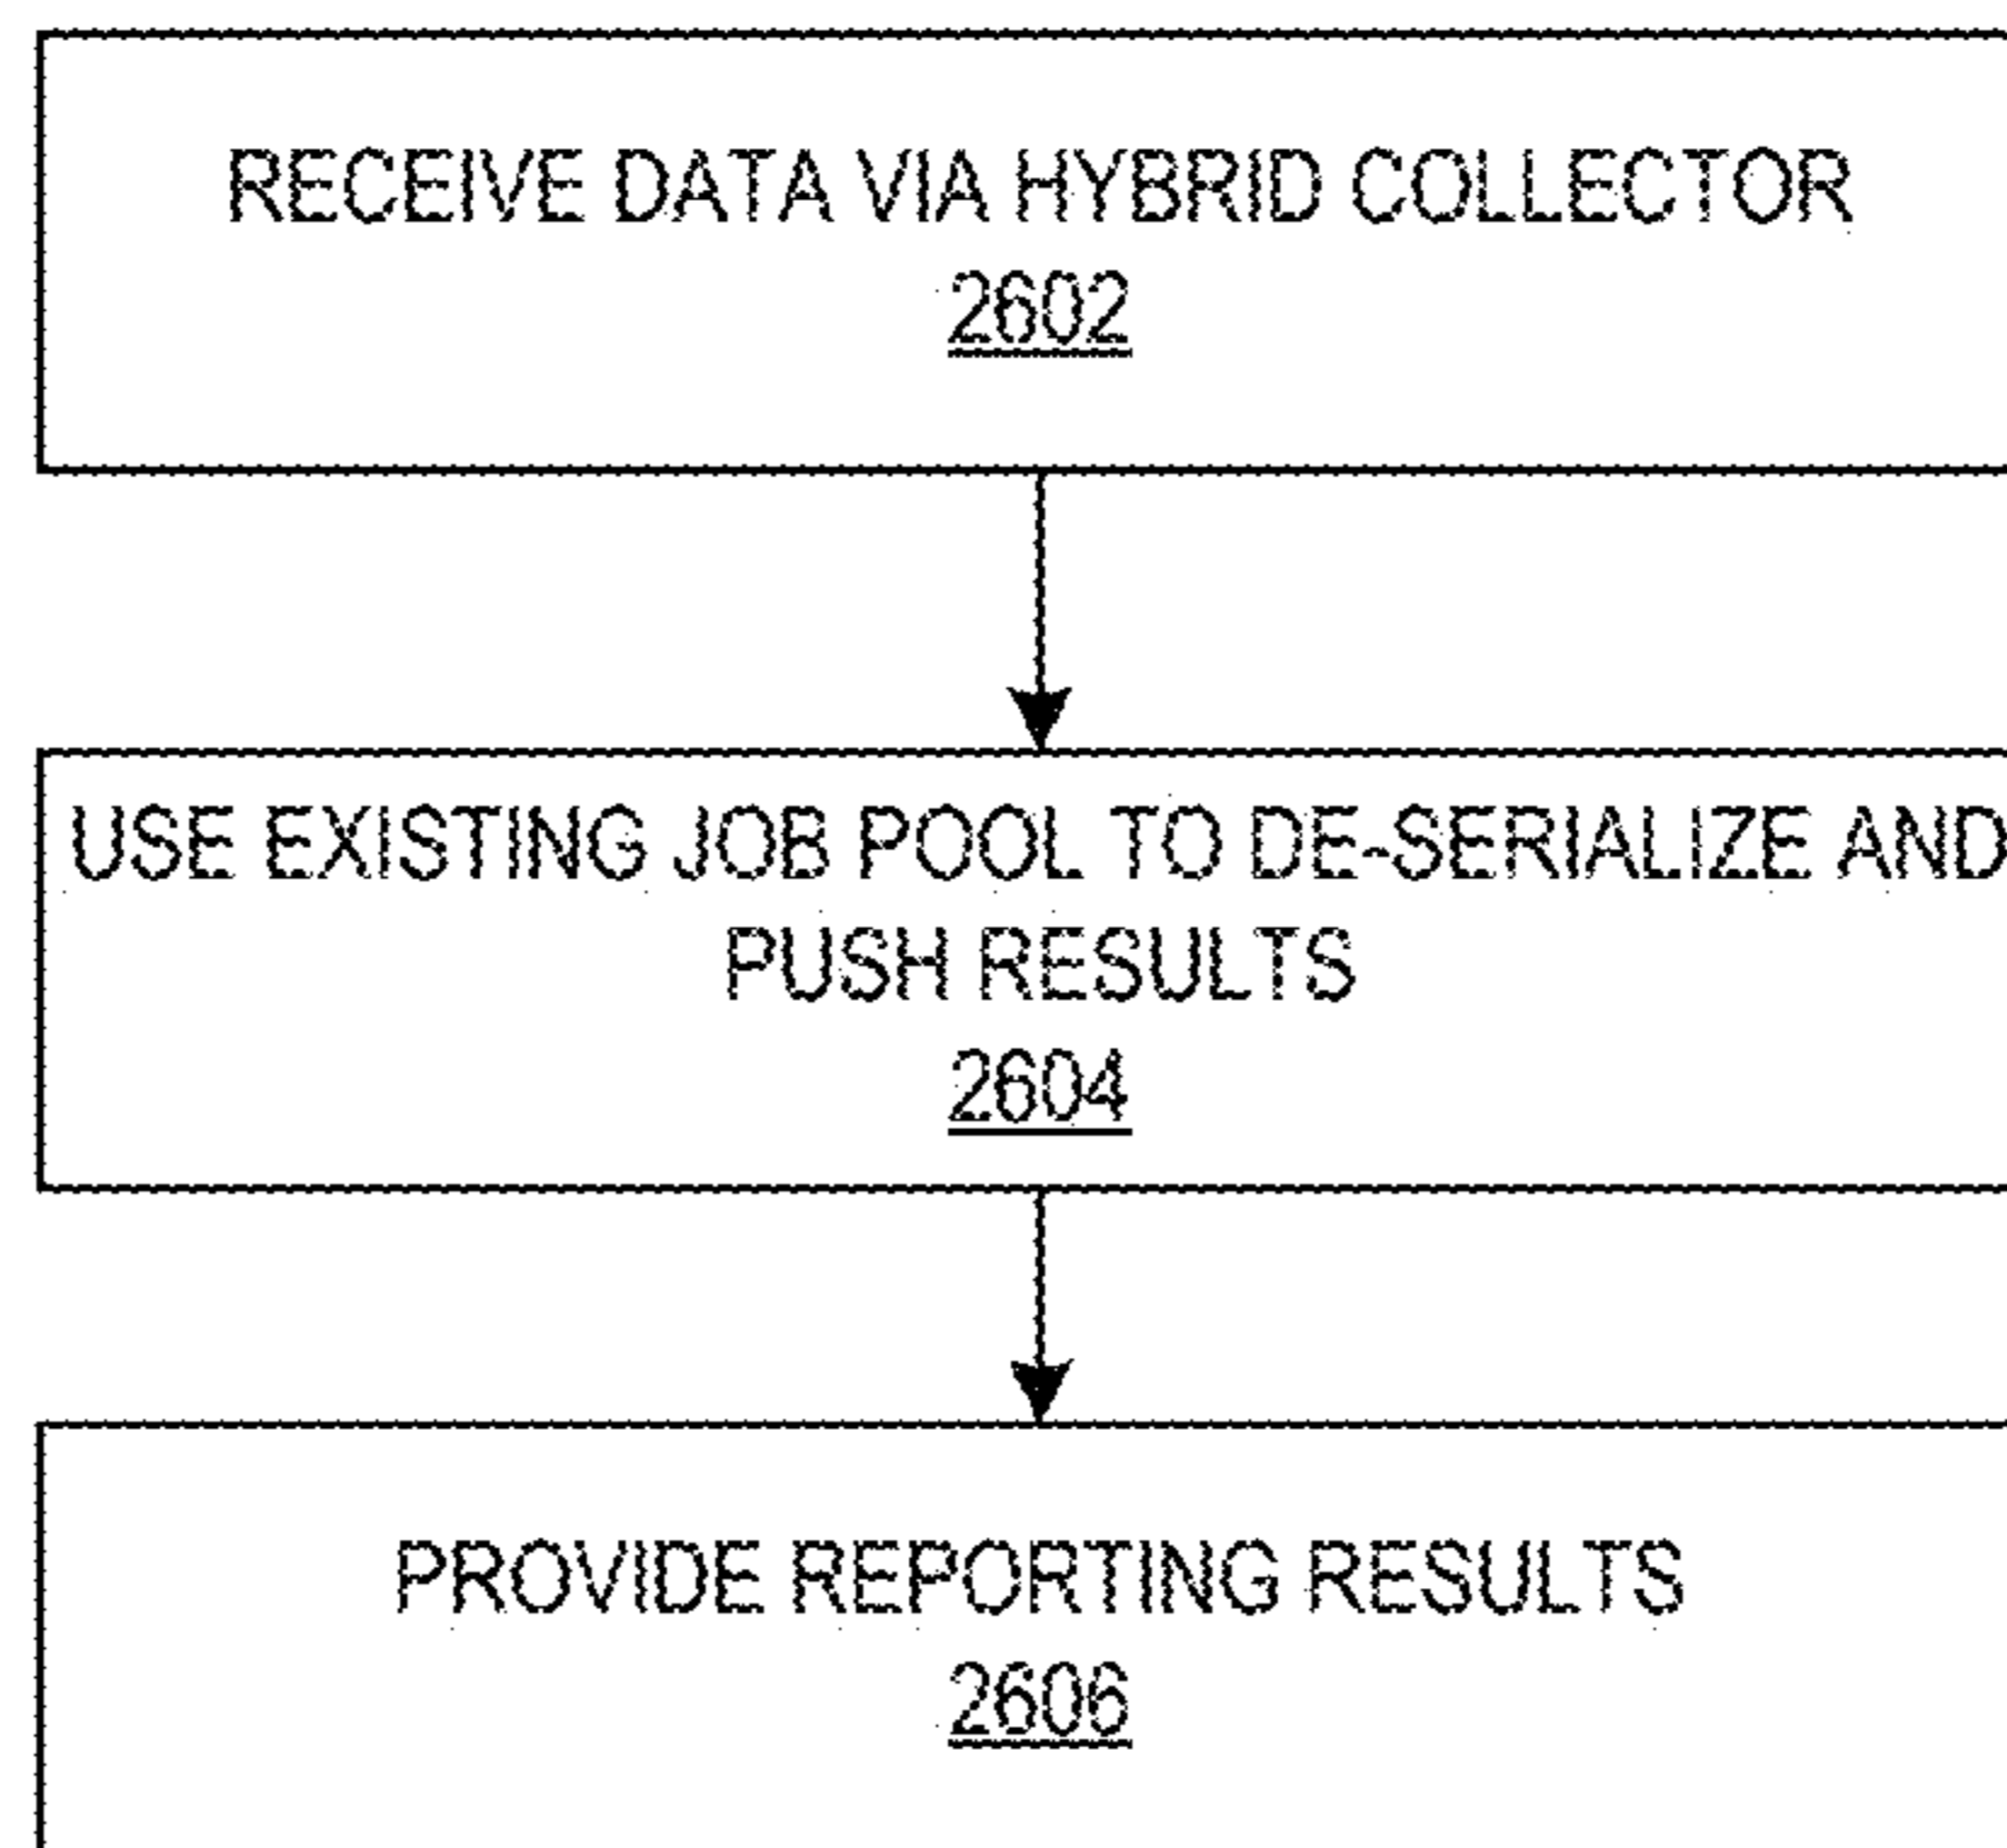 RECEIVE DATA VIA HYBRID COLLECTOR
2602
USE EXISTING JOB POOL TO DE-SERIALIZE AND
PUSH RESULTS
2604
PROVIDE REPORTING RESULTS
2606